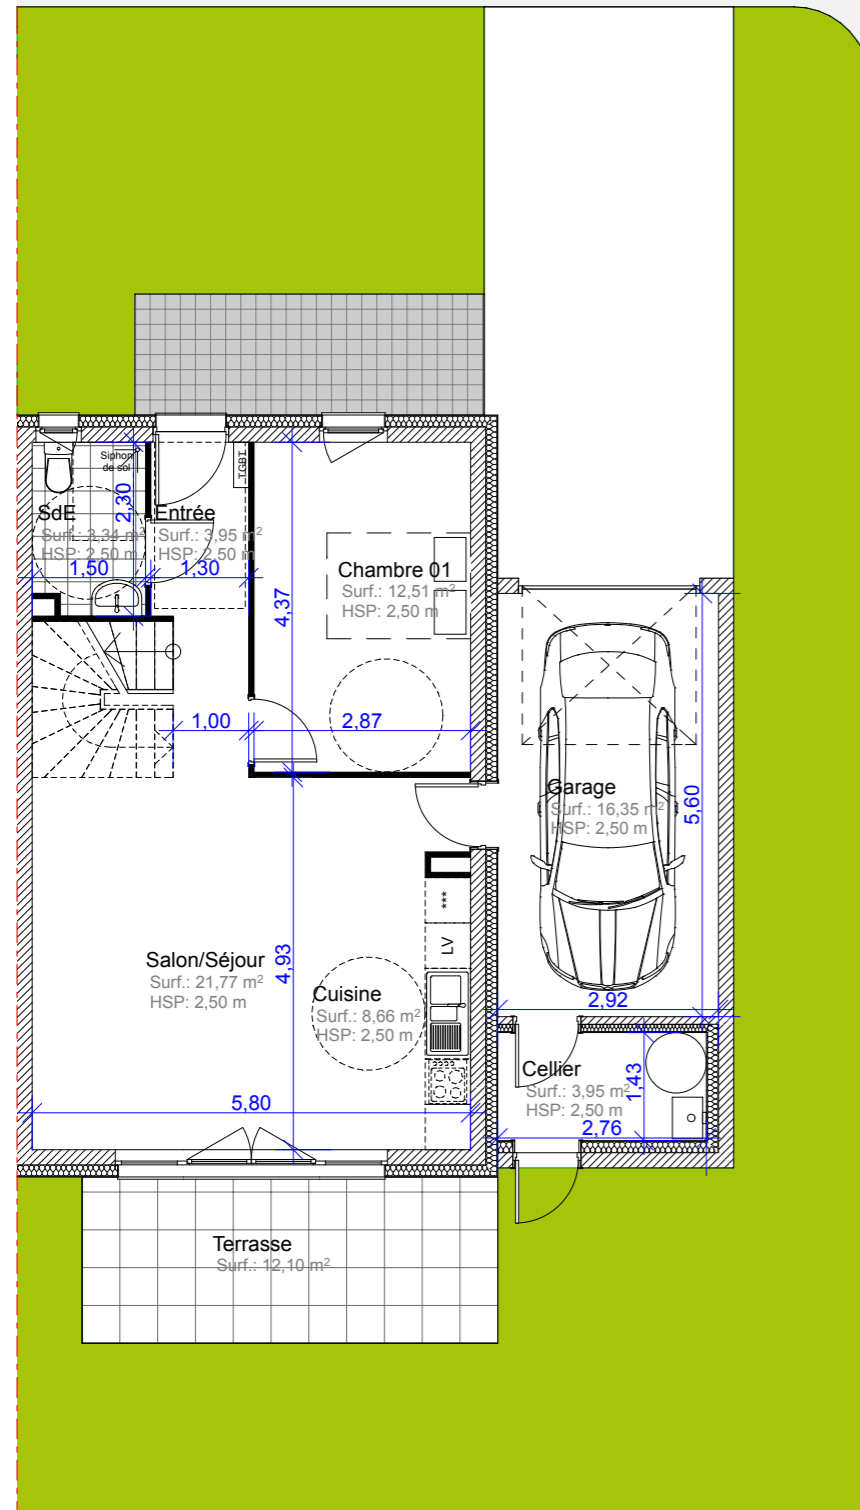 Siphon
de sol
TGBT
2,30
SdE
Surf.: 3,34 m²
HSP: 2,50 m
Entrée
Surf.: 3,95 m²
HSP: 2,50 m
1,50
1,30
Chambre 01
Surf.: 12,51 m²
HSP: 2,50 m
4,37
1,00
2,87
Garage
Surf.: 16,35 m²
HSP: 2,50 m
5,60
***
LV
Salon/Séjour
Surf.: 21,77 m²
HSP: 2,50 m
4,93
Cuisine
Surf.: 8,66 m²
HSP: 2,50 m
2,92
Cellier
Surf.: 3,95 m²
HSP: 2,50 m
1,43
5,80
2,76
Terrasse
Surf.: 12,10 m²